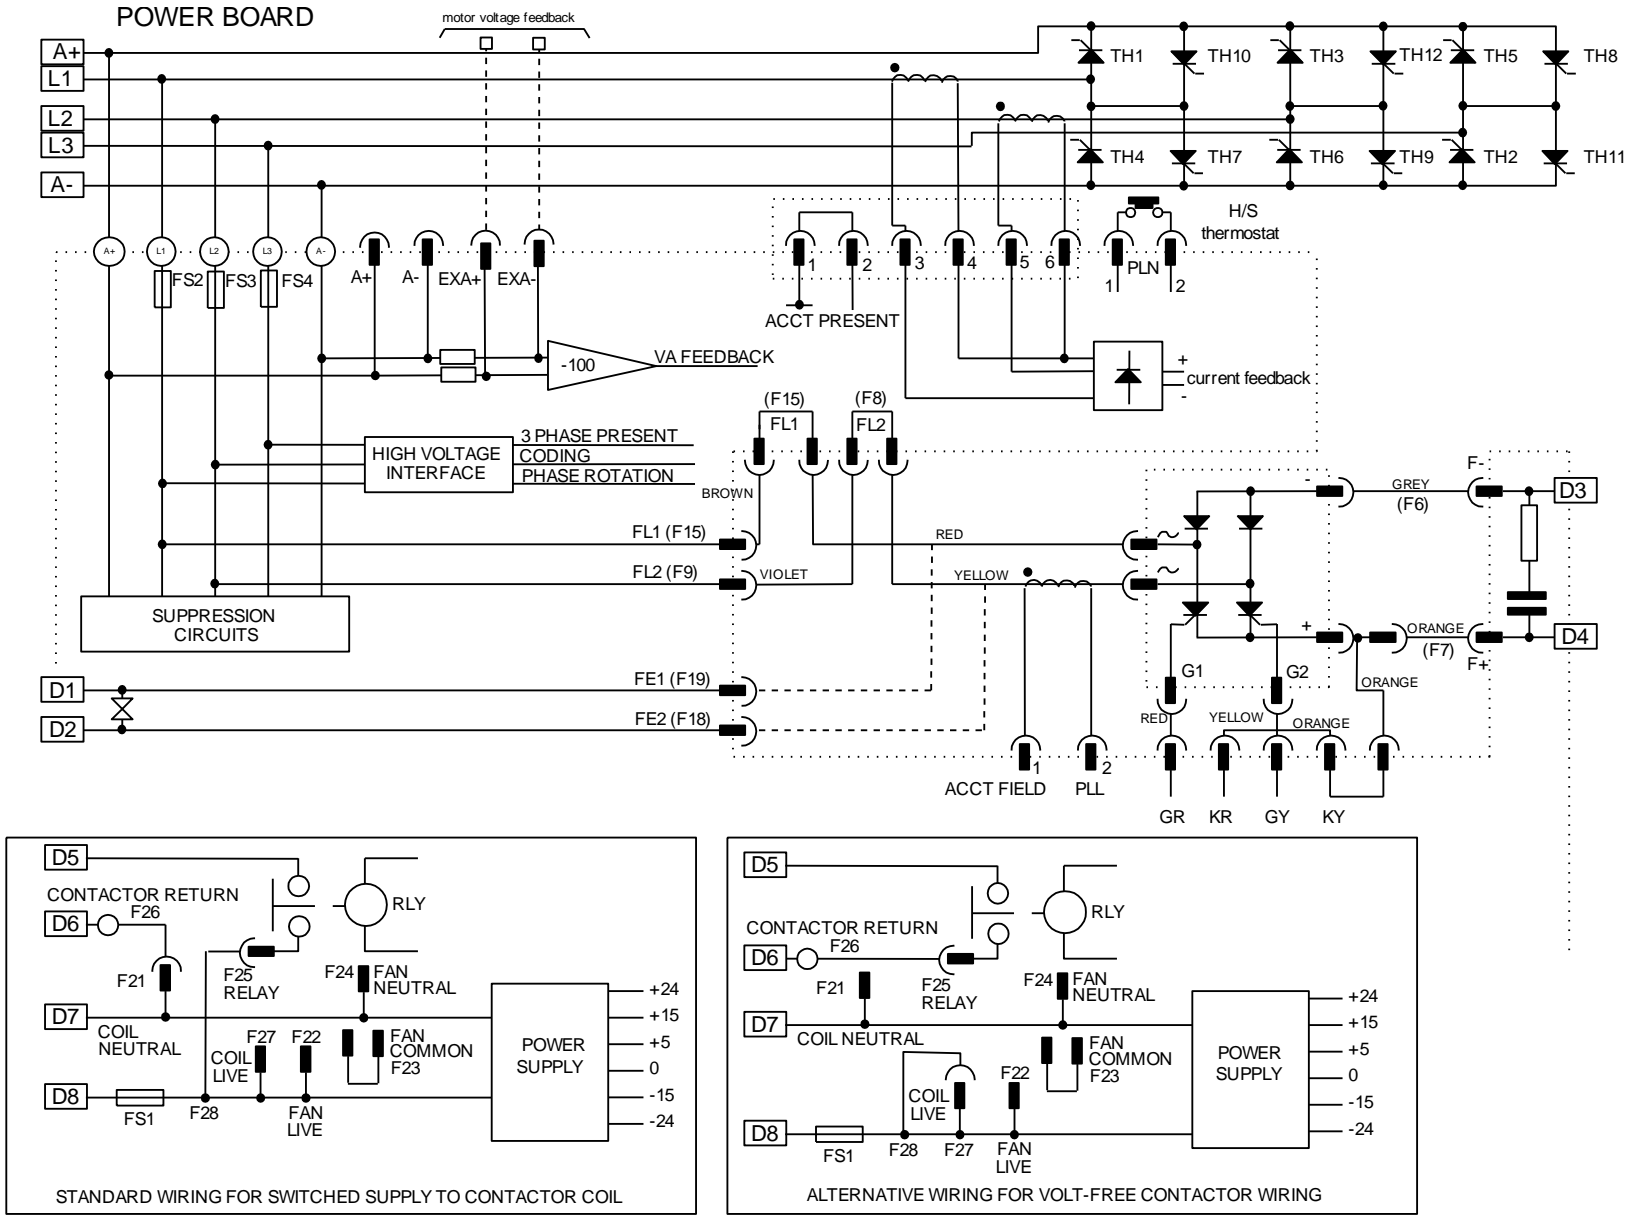 POWER BOARD
motor voltage feedback
A+
L1
L2
L3
A-
TH1
TH10
TH3
TH12
TH5
TH8
TH4
TH7
TH6
TH9
TH2
TH11
H/S
thermostat
A+
L1
L2
L3
A-
FS2
FS3
FS4
A+
A-
EXA+
EXA-
1
2
3
4
5
6
PLN
1
2
ACCT PRESENT
-100
VA FEEDBACK
+
current feedback
-
(F15)
FL1
(F8)
FL2
HIGH VOLTAGE
INTERFACE
3 PHASE PRESENT
CODING
PHASE ROTATION
BROWN
FL1 (F15)
RED
FL2 (F9)
VIOLET
YELLOW
-
GREY
(F6)
F-
D3
SUPPRESSION
CIRCUITS
+
ORANGE
(F7)
F+
D4
D1
FE1 (F19)
D2
FE2 (F18)
G1
G2
ORANGE
RED
YELLOW
ORANGE
1
2
ACCT FIELD
PLL
GR
KR
GY
KY
D5
CONTACTOR RETURN
F26
D6
RLY
F21
F25
RELAY
F24
FAN
NEUTRAL
D7
COIL
NEUTRAL
F27
F22
COIL
LIVE
FAN
COMMON
F23
POWER
SUPPLY
+24
+15
+5
0
-15
-24
D8
FS1
F28
FAN
LIVE
STANDARD WIRING FOR SWITCHED SUPPLY TO CONTACTOR COIL
D5
CONTACTOR RETURN
F26
D6
RLY
F21
F25
RELAY
F24
FAN
NEUTRAL
D7
COIL NEUTRAL
FAN
COMMON
F23
F22
COIL
LIVE
POWER
SUPPLY
+24
+15
+5
0
-15
-24
D8
FS1
F28
F27
FAN
LIVE
ALTERNATIVE WIRING FOR VOLT-FREE CONTACTOR WIRING